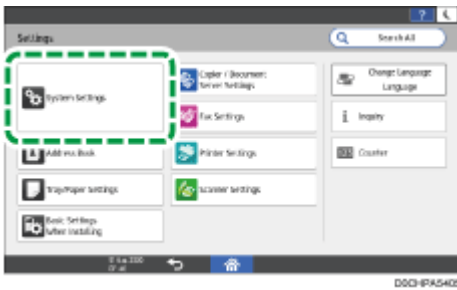 ?
Settings
Search All
System Settings
Copier / Document
Server Settings
Change Language
Language
Fax Settings
Inquiry
Address Book
Printer Settings
Counter
Tray/Paper Settings
Scanner Settings
Basic Settings
When Installing